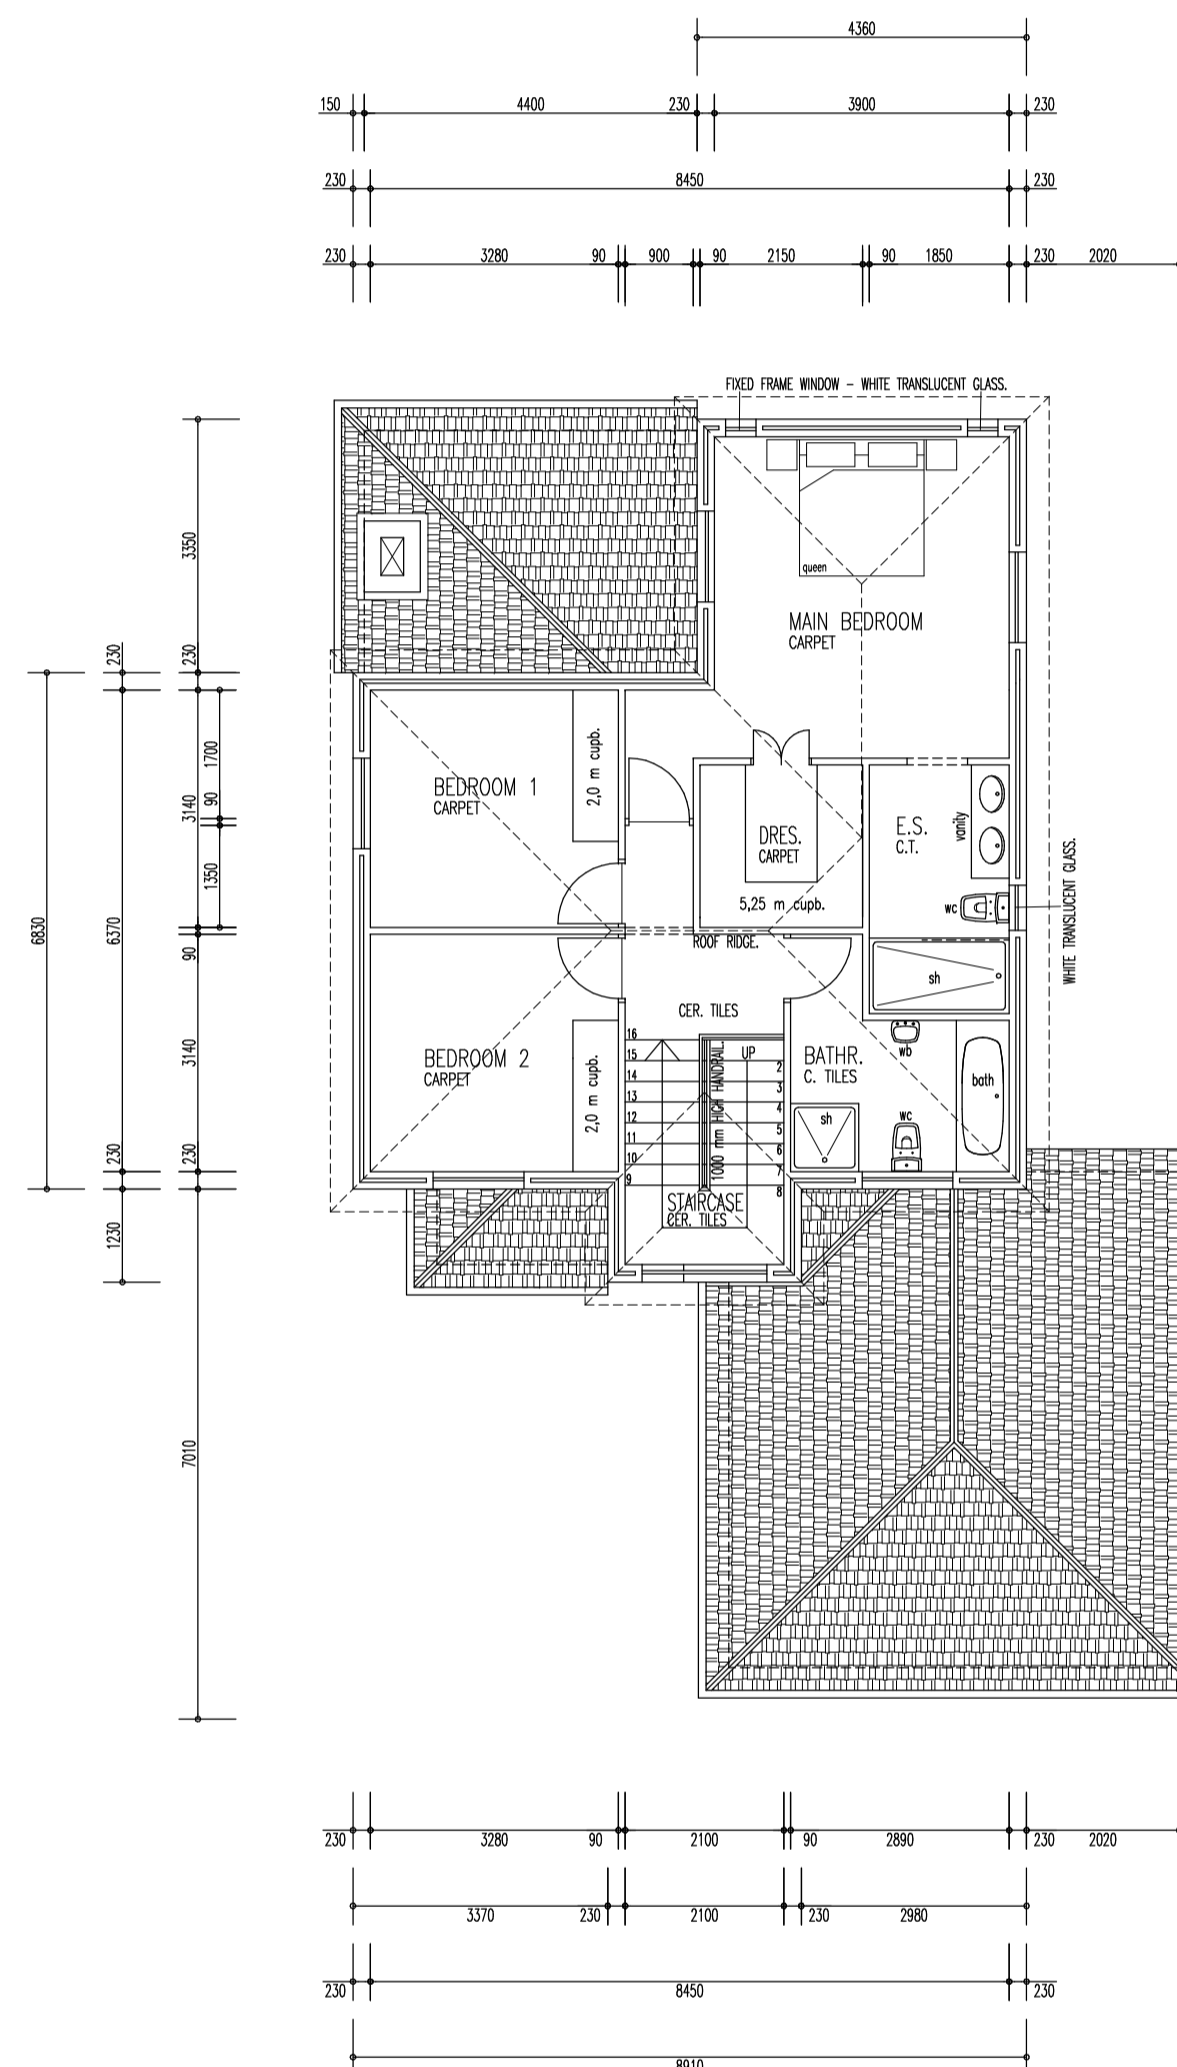 4360
150 4400 230 3900 230
230 8450 230
230 3280 90 900 90 2150 90 1850 230 2020
FIXED FRAME WINDOW - WHITE TRANSLUCENT GLASS.
queen
MAIN BEDROOM
CARPET
3350
230 230
6830
6370
3140
1700
90
1350
90
3140
230 230
1230
7010
BEDROOM 1
CARPET
2,0 m cupb.
DRES.
CARPET
5,25 m cupb.
E.S.
C.T.
vanity
wc
WHITE TRANSLUCENT GLASS.
ROOF RIDGE.
sh
CER. TILES
BEDROOM 2
CARPET
2,0 m cupb.
16
15
14
13
12
11
10
9
UP
2
3
4
5
6
7
8
1000 mm HIGH HANDRAIL.
STAIRCASE
CER. TILES
BATHR.
C. TILES
wb
bath
sh
wc
230 3280 90 2100 90 2890 230 2020
3370 230 2100 230 2980
230 8450 230
8910